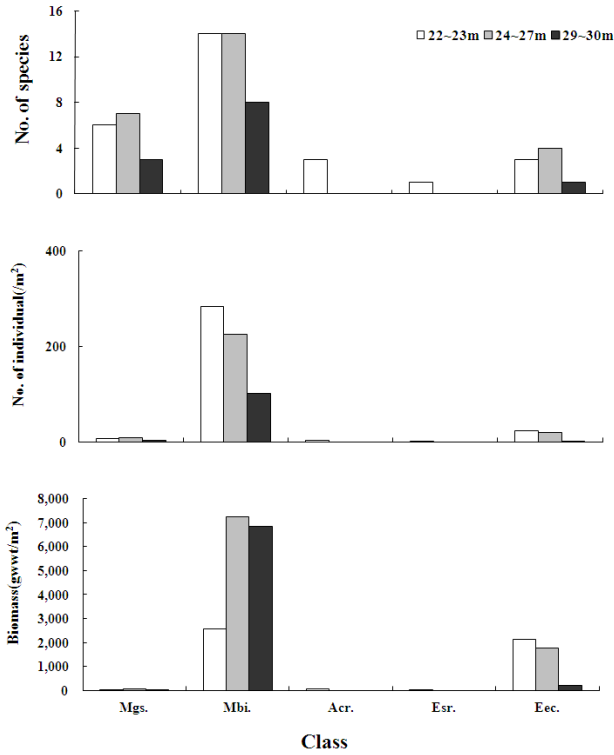 16
12
8
4
0
No. of species
22~23m 24~27m 29~30m
400
200
0
No. of individual(/m²)
8,000
7,000
6,000
5,000
4,000
3,000
2,000
1,000
0
Biomass(gwwt/m²)
Mgs. Mbi. Acr. Esr. Eec.
Class